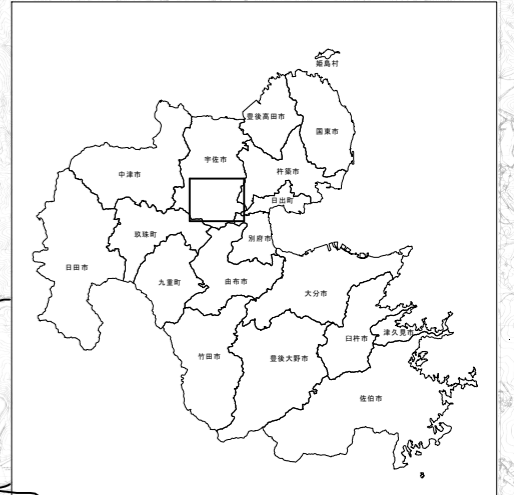 姫島村
豊後高田市
国東市
宇佐市
中津市
杵築市
日出町
玖珠町
別府市
日田市
九重町
由布市
大分市
臼杵市
津久見市
竹田市
豊後大野市
佐伯市